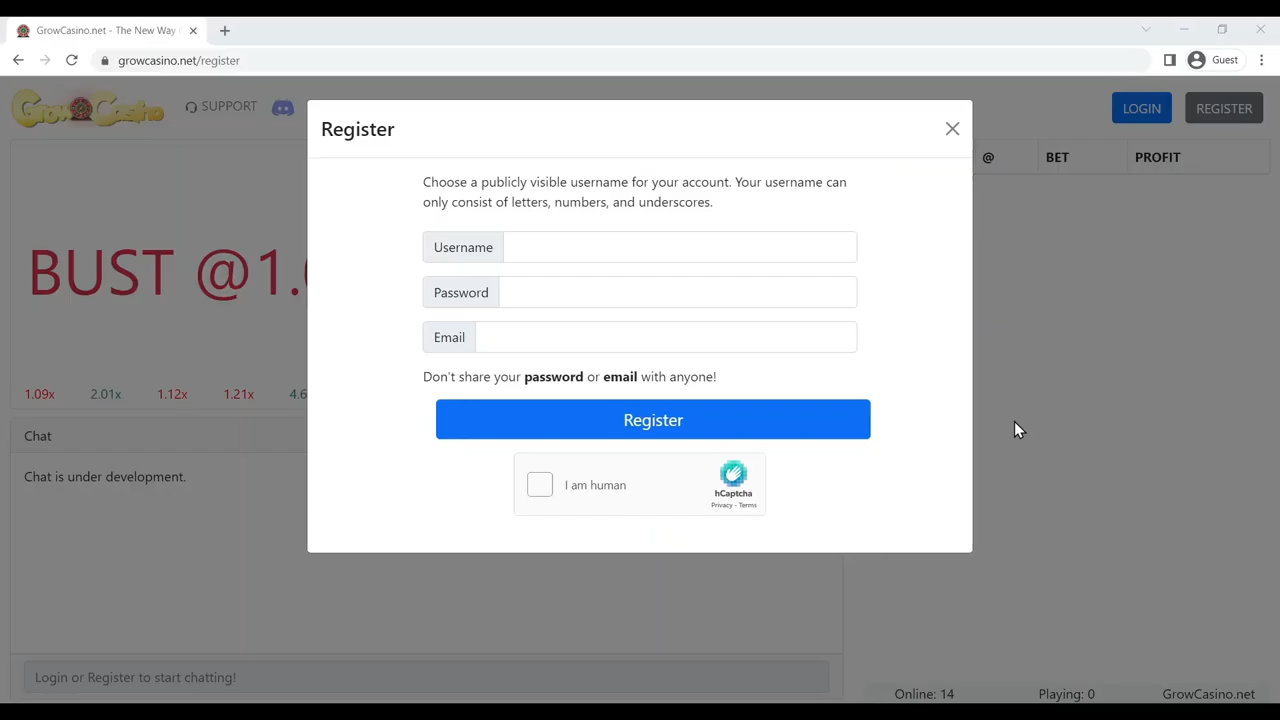 GrowCasino.net - The New Way
growcasino.net/register
Guest
GrowCasino
SUPPORT
LOGIN
REGISTER
Register
@
BET
PROFIT
Choose a publicly visible username for your account. Your username can
only consist of letters, numbers, and underscores.
Username
BUST @1.
Password
Email
Don't share your password or email with anyone!
1.09x
2.01x
1.12x
1.21x
4.6
Register
Chat
Chat is under development.
I am human
hCaptcha
Privacy - Terms
Login or Register to start chatting!
Online: 14
Playing: 0
GrowCasino.net